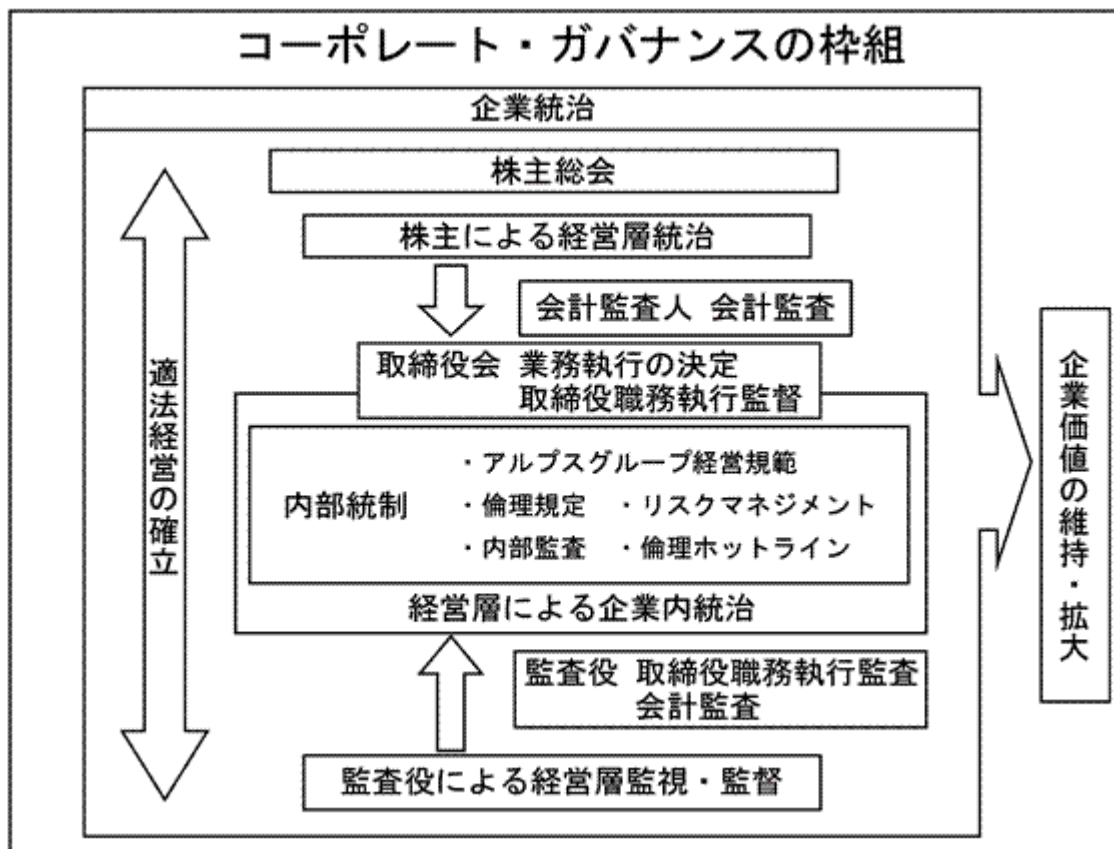 コーポレート・ガバナンスの枠組
企業統治
株主総会
株主による経営層統治
会計監査人 会計監査
取締役会 業務執行の決定
取締役職務執行監督
適法経営の確立
内部統制
・アルプスグループ経営規範
・倫理規定 ・リスクマネジメント
・内部監査 ・倫理ホットライン
経営層による企業内統治
監査役 取締役職務執行監査
会計監査
監査役による経営層監視・監督
企業価値の維持・拡大